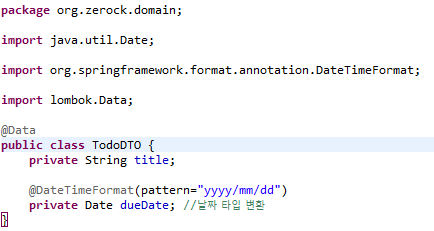 package org.zerock.domain;
import java.util.Date;
import org.springframework.format.annotation.DateTimeFormat;
import lombok.Data;
@Data
public class TodoDTO {
private String title;
@DateTimeFormat(pattern="yyyy/mm/dd")
private Date dueDate; //날짜 타입 변환
}